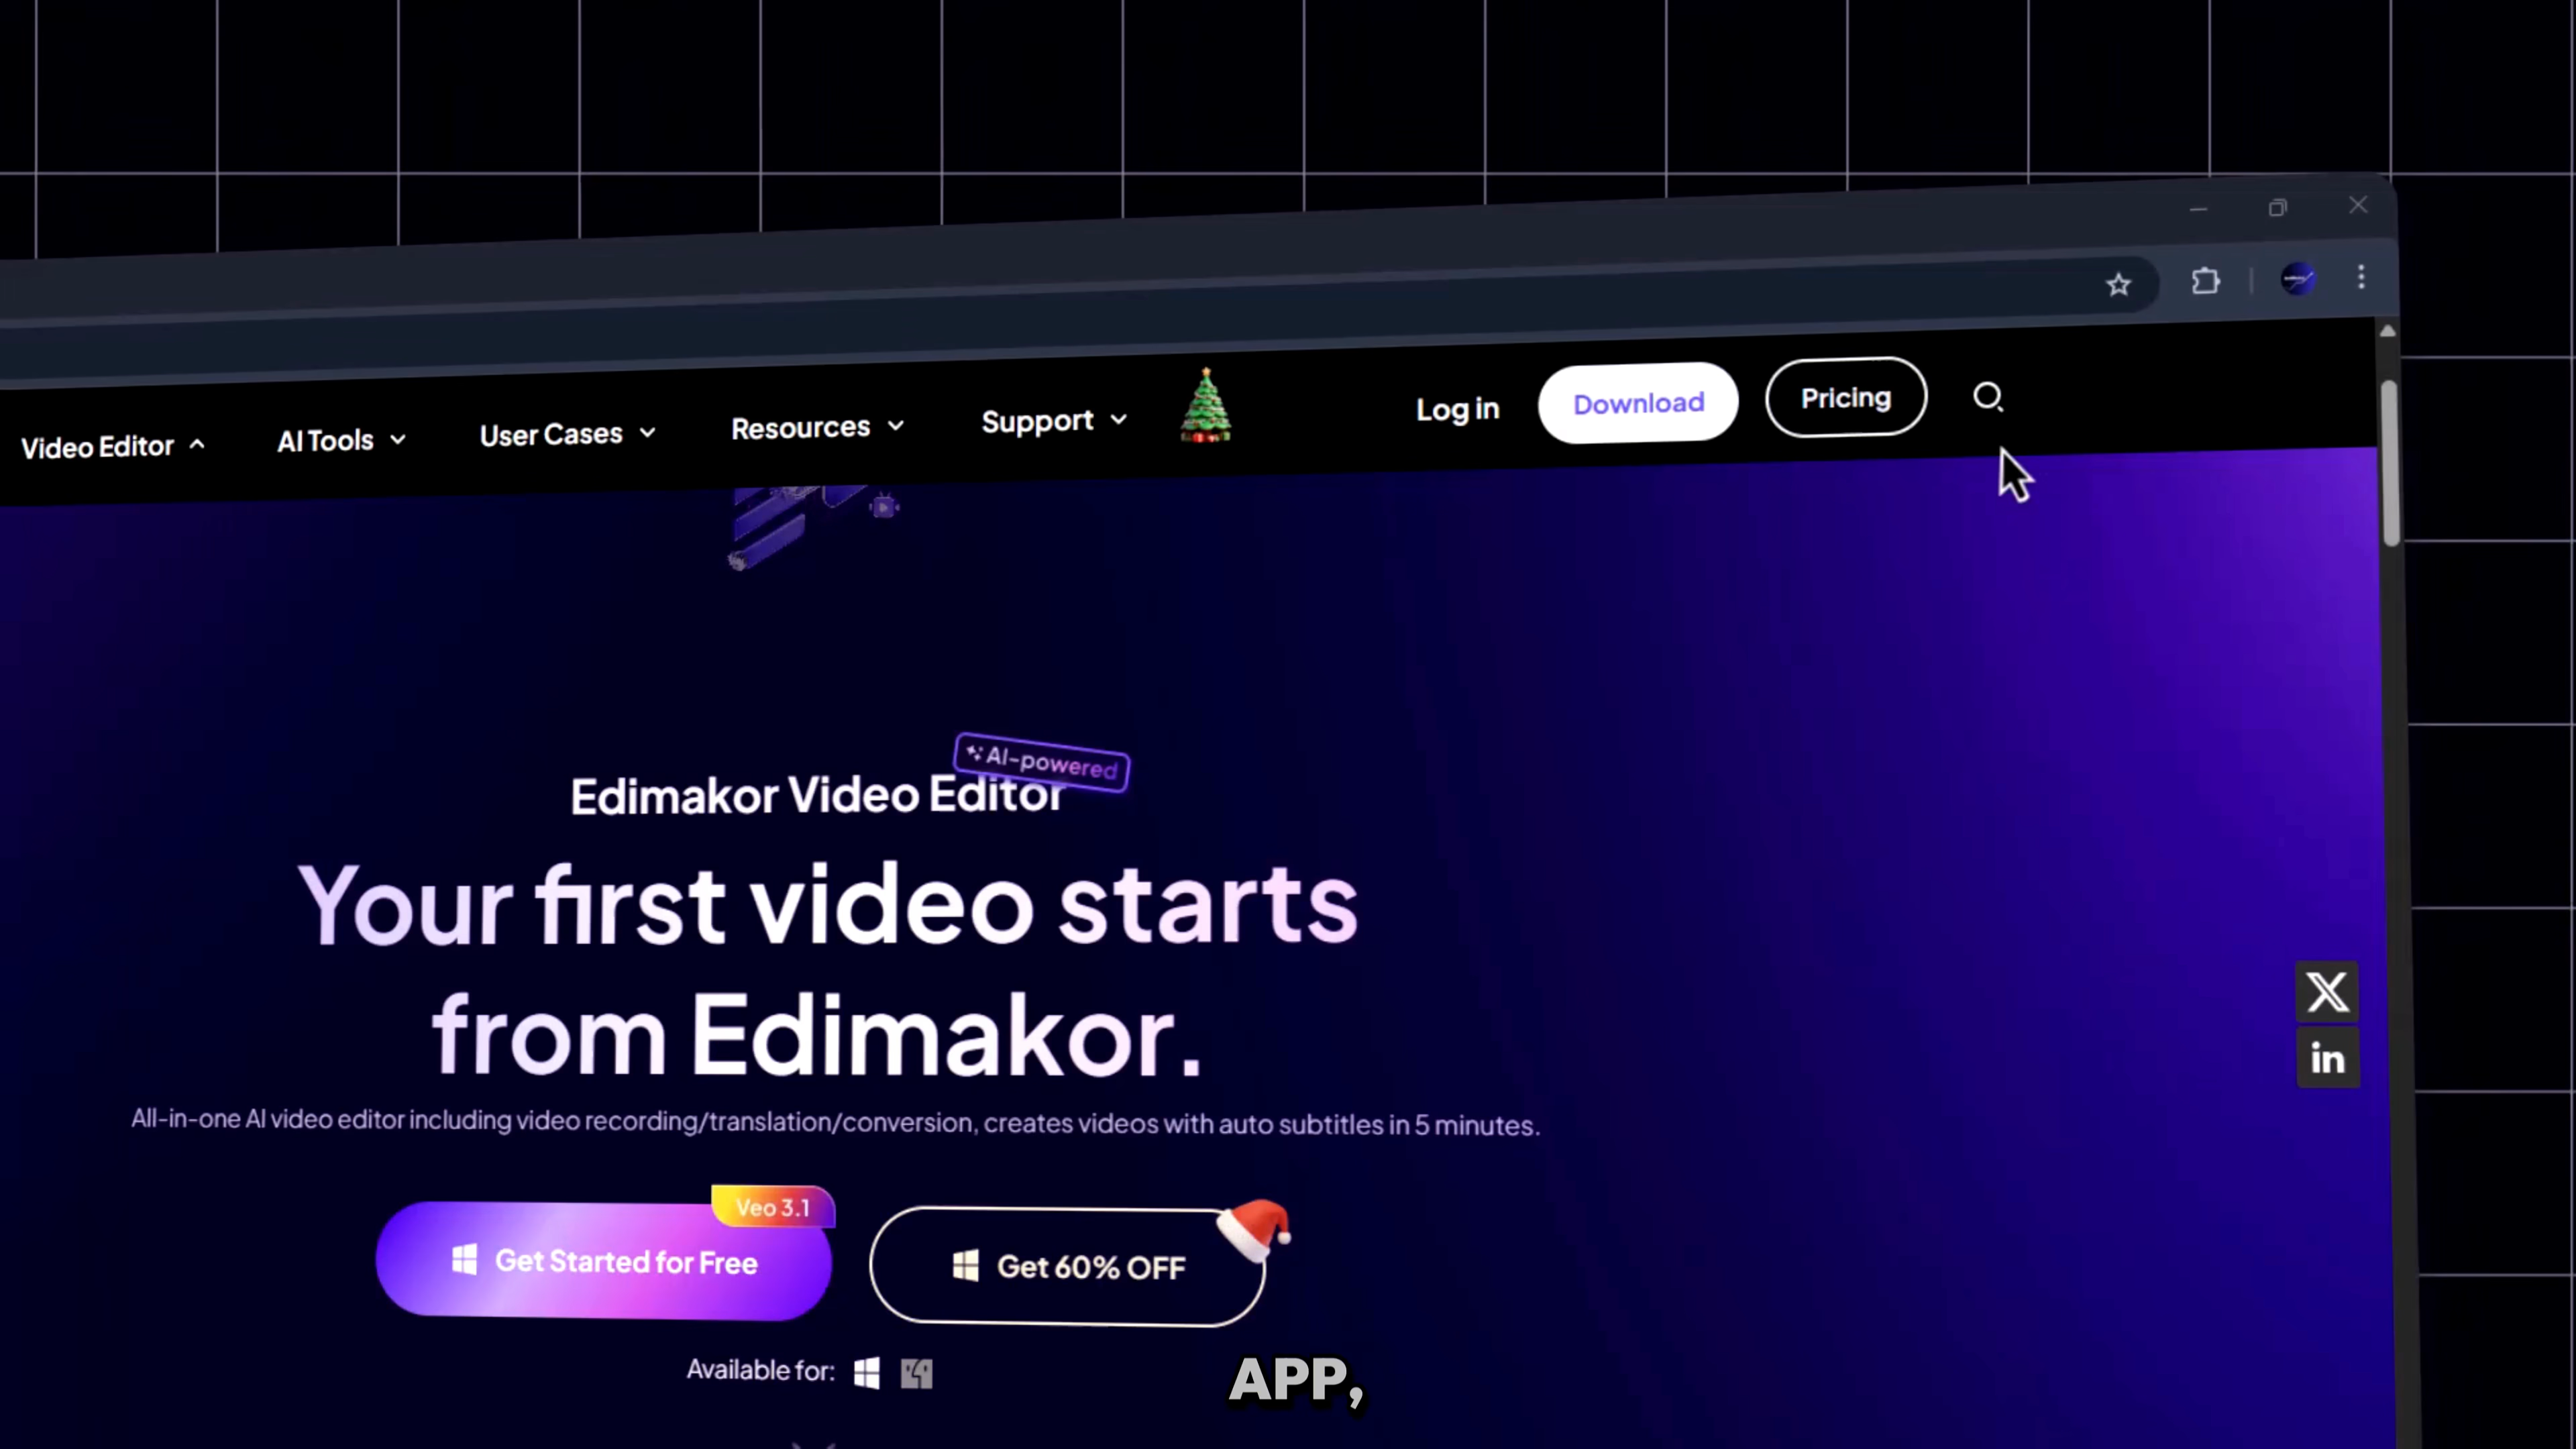 Video Editor
AI Tools
User Cases
Resources
Support
Log in
Download
Pricing
AI-powered
Edimakor Video Editor
Your first video starts
from Edimakor.
All-in-one AI video editor including video recording/translation/conversion, creates videos with auto subtitles in 5 minutes.
Veo 3.1
Get Started for Free
Get 60% OFF
Available for:
X
in
APP,